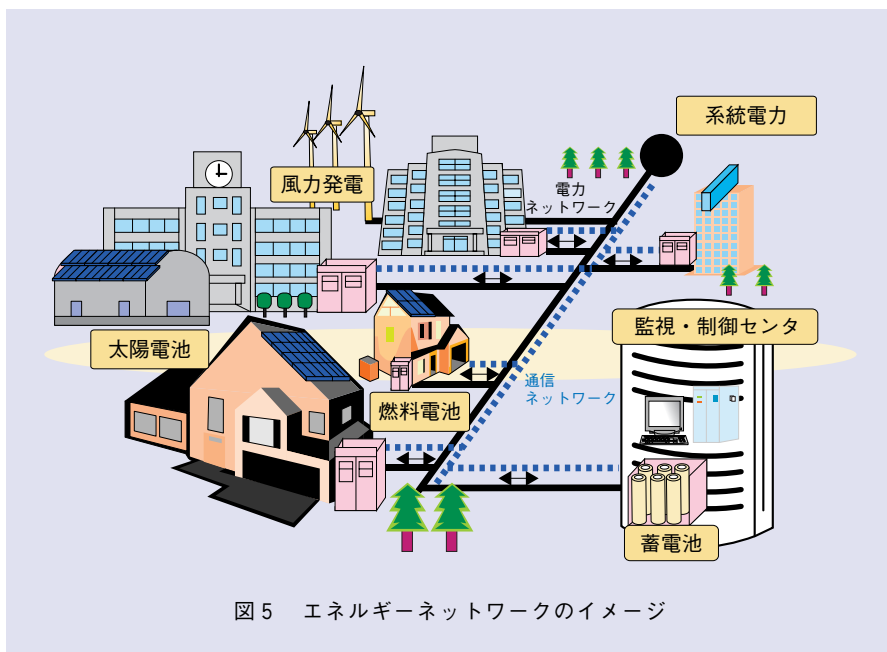 系統電力
風力発電
電力
ネットワーク
監視・制御センタ
太陽電池
通信
ネットワーク
燃料電池
蓄電池
図5 エネルギーネットワークのイメージ